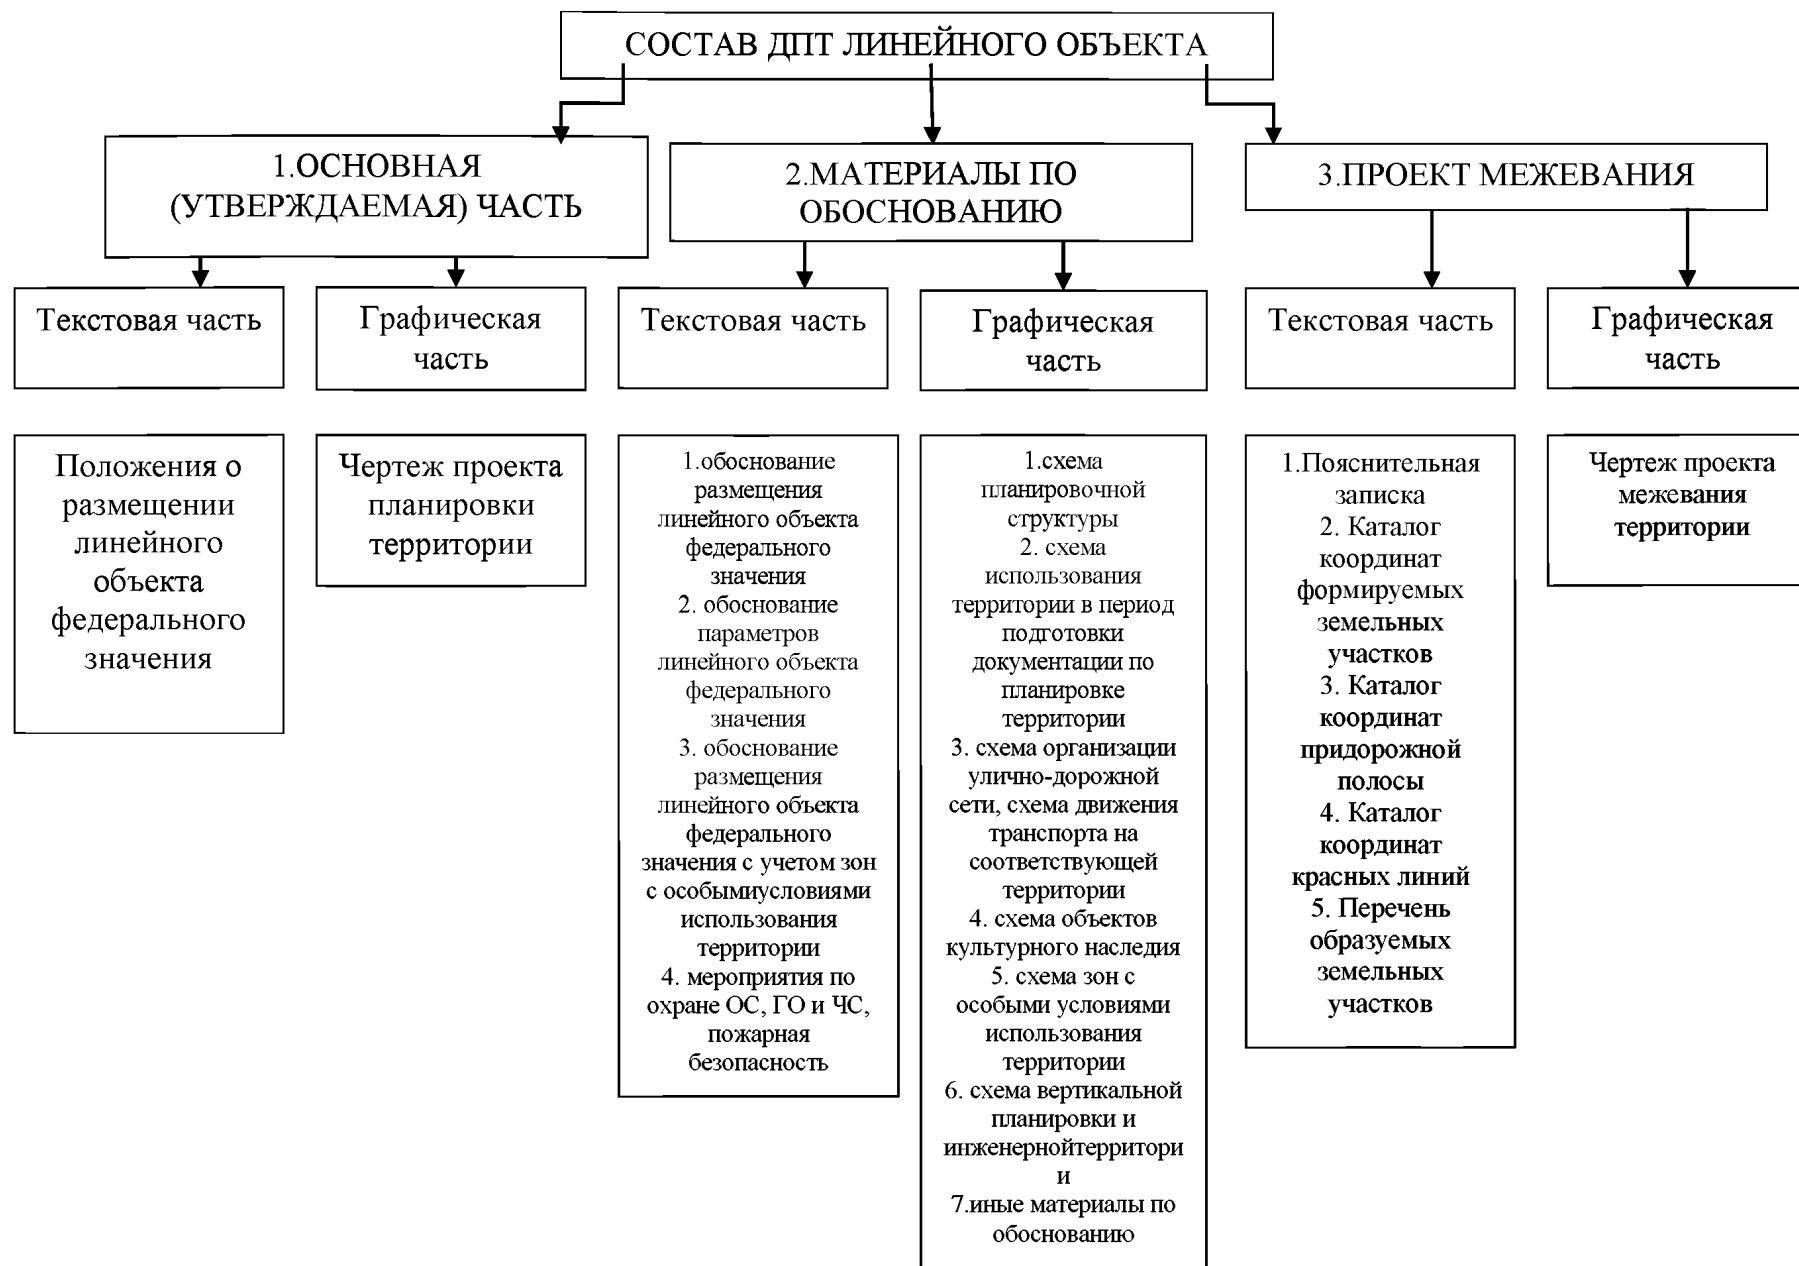 СОСТАВ ДПТ ЛИНЕЙНОГО ОБЪЕКТА
1.ОСНОВНАЯ
(УТВЕРЖДАЕМАЯ) ЧАСТЬ
2.МАТЕРИАЛЫ ПО
ОБОСНОВАНИЮ
3.ПРОЕКТ МЕЖЕВАНИЯ
Текстовая часть
Графическая
часть
Текстовая часть
Графическая
часть
Текстовая часть
Графическая
часть
Положения о
размещении
линейного
объекта
федерального
значения
Чертеж проекта
планировки
территории
1.обоснование
размещения
линейного объекта
федерального
значения
2. обоснование
параметров
линейного объекта
федерального
значения
3. обоснование
размещения
линейного объекта
федерального
значения с учетом зон
с особымиусловиями
использования
территории
4. мероприятия по
охране ОС, ГО и ЧС,
пожарная
безопасность
1.схема
планировочной
структуры
2. схема
использования
территории в период
подготовки
документации по
планировке
территории
3. схема организации
улично-дорожной
сети, схема движения
транспорта на
соответствующей
территории
4. схема объектов
культурного наследия
5. схема зон с
особыми условиями
использования
территории
6. схема вертикальной
планировки и
инженернойтерритори
и
7.иные материалы по
обоснованию
1.Пояснительная
записка
2. Каталог
координат
формируемых
земельных
участков
3. Каталог
координат
придорожной
полосы
4. Каталог
координат
красных линий
5. Перечень
образуемых
земельных
участков
Чертеж проекта
межевания
территории